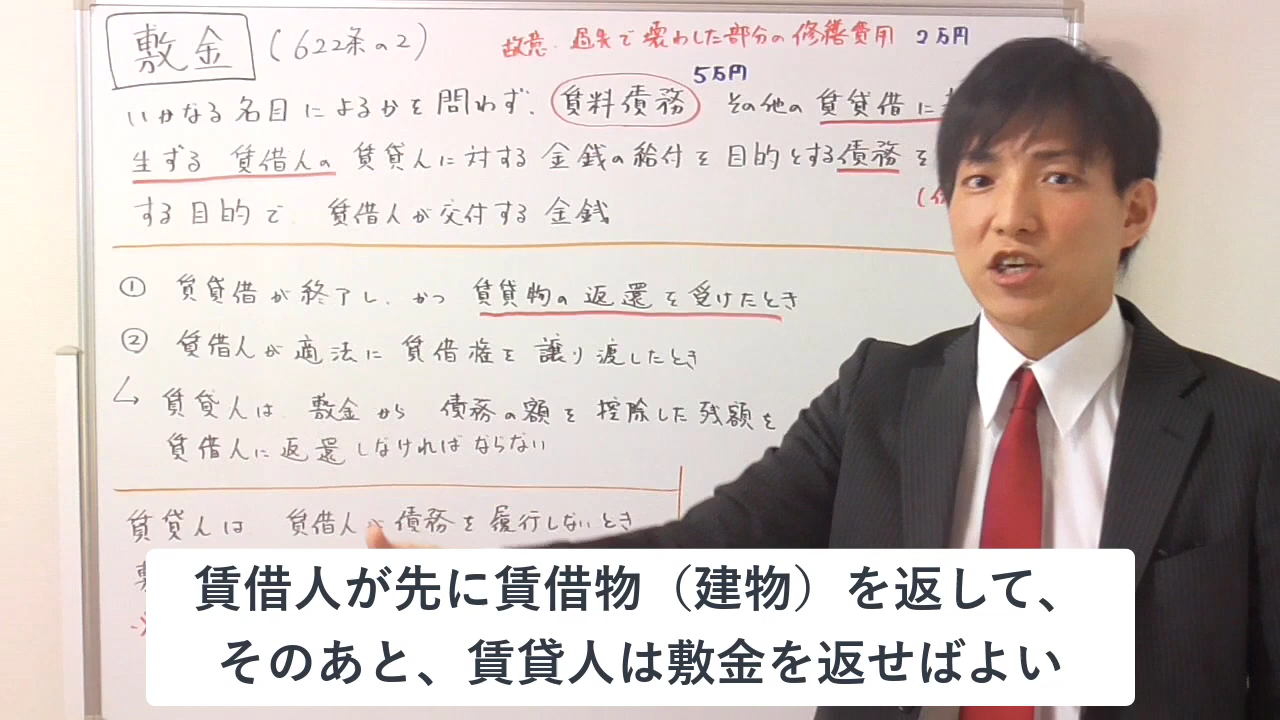 敷金 (622条の2)
故意・過失で壊わした部分の修繕費用 2万円
5万円
いかなる名目によるかを問わず、賃料債務 その他の賃貸借に
生ずる 賃借人の 賃貸人に対する 金銭の給付を目的とする債務を
する目的で、賃借人が交付する金銭
① 賃貸借が終了し、かつ 賃貸物の返還を受けたとき
② 賃借人が適法に賃借権を譲り渡したとき
↳ 賃貸人は、敷金から 債務の額を控除した残額を
賃借人に返還しなければならない
賃貸人は 賃借人が債務を履行しないとき
賃借人が先に賃借物（建物）を返して、
そのあと、賃貸人は敷金を返せばよい